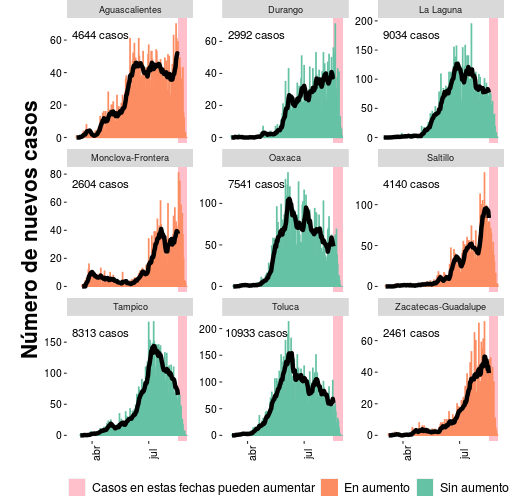 Número de nuevos casos
Aguascalientes
4644 casos
60
40
20
0
Durango
2992 casos
60
40
20
0
La Laguna
9034 casos
200
150
100
50
0
Monclova-Frontera
2604 casos
80
60
40
20
0
Oaxaca
7541 casos
100
50
0
Saltillo
4140 casos
100
50
0
Tampico
8313 casos
150
100
50
0
abr
jul
Toluca
10933 casos
200
150
100
50
0
abr
jul
Zacatecas-Guadalupe
2461 casos
60
40
20
0
abr
jul
Casos en estas fechas pueden aumentar
En aumento
Sin aumento